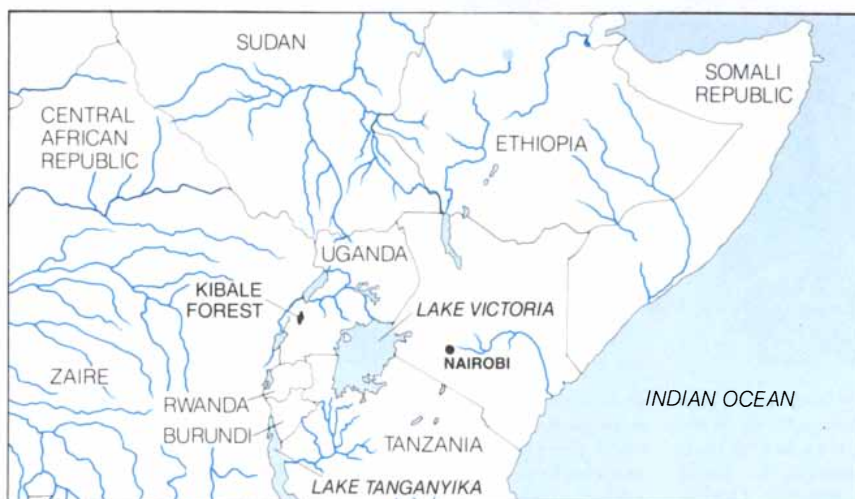 SUDAN
SOMALI
REPUBLIC
CENTRAL
AFRICAN
REPUBLIC
ETHIOPIA
UGANDA
KIBALE
FOREST
LAKE VICTORIA
NAIROBI
ZAIRE
INDIAN OCEAN
RWANDA
BURUNDI
TANZANIA
LAKE TANGANYIKA